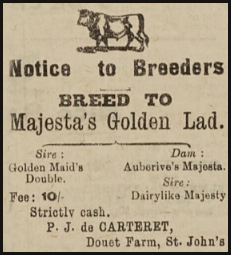 Notice to Breeders
BREED TO
Majesta's Golden Lad.
Sire : Dam :
Golden Maid's Auberive's Majesta.
Double. Sire :
Fee: 10/- Dairylike Majesty
Strictly cash.
P. J. de CARTERET,
Douet Farm, St. John's